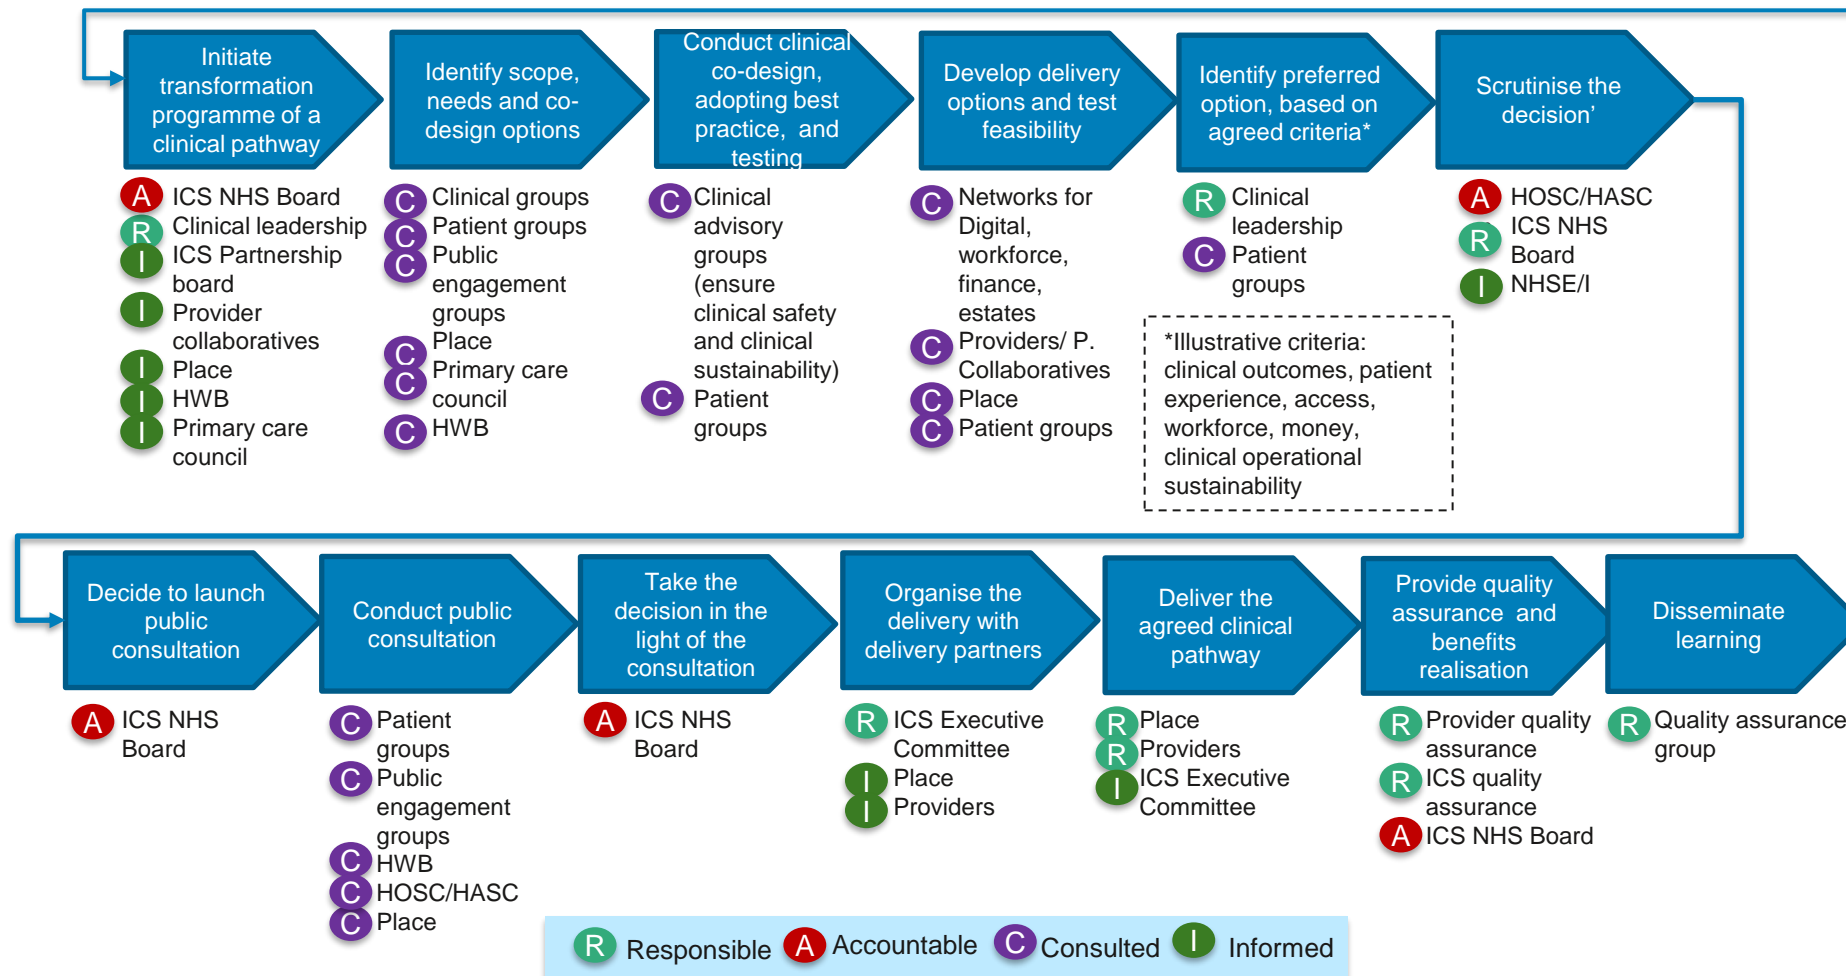 Initiate
transformation
programme of a
clinical pathway
Identify scope,
needs and co-
design options
Conduct clinical
co-design,
adopting best
practice, and
testing
Develop delivery
options and test
feasibility
Identify preferred
option, based on
agreed criteria*
Scrutinise the
decision’
A ICS NHS Board
R Clinical leadership
I ICS Partnership
board
I Provider
collaboratives
I Place
I HWB
I Primary care
council
C Clinical groups
C Patient groups
C Public
engagement
groups
C Place
C Primary care
council
C HWB
C Clinical
advisory
groups
(ensure
clinical safety
and clinical
sustainability)
C Patient
groups
C Networks for
Digital,
workforce,
finance,
estates
C Providers/ P.
Collaboratives
C Place
C Patient groups
R Clinical
leadership
C Patient
groups
*Illustrative criteria:
clinical outcomes, patient
experience, access,
workforce, money,
clinical operational
sustainability
A HOSC/HASC
R ICS NHS
Board
I NHSE/I
Decide to launch
public
consultation
Conduct public
consultation
Take the
decision in the
light of the
consultation
Organise the
delivery with
delivery partners
Deliver the
agreed clinical
pathway
Provide quality
assurance and
benefits
realisation
Disseminate
learning
A ICS NHS
Board
C Patient
groups
C Public
engagement
groups
C HWB
C HOSC/HASC
C Place
A ICS NHS
Board
R ICS Executive
Committee
I Place
I Providers
R Place
R Providers
I ICS Executive
Committee
R Provider quality
assurance
R ICS quality
assurance
A ICS NHS Board
R Quality assurance
group
R Responsible A Accountable C Consulted I Informed